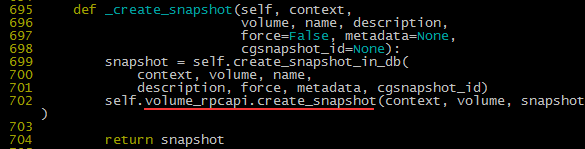 695     def _create_snapshot(self, context,
696                          volume, name, description,
697                          force=False, metadata=None,
698                          cgsnapshot_id=None):
699         snapshot = self.create_snapshot_in_db(
700             context, volume, name,
701             description, force, metadata, cgsnapshot_id)
702         self.volume_rpcapi.create_snapshot(context, volume, snapshot
)
703
704         return snapshot